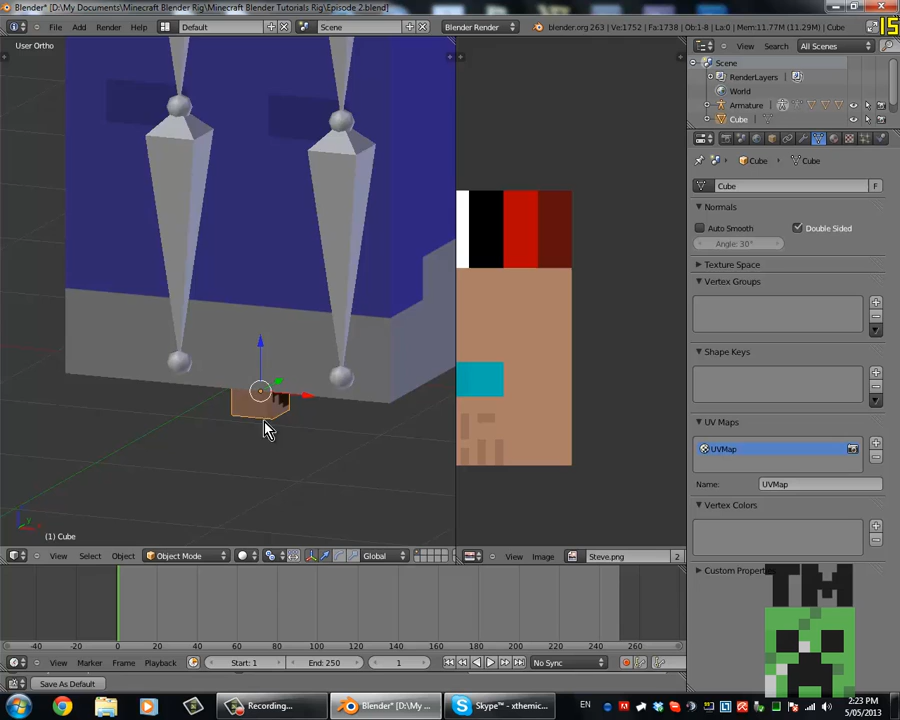 Blender* [D:\My Documents\Minecraft Blender Rig\Minecraft Tutorials Rig\Episode 2.blend]
15
File Add Render Help Default Scene Blender Render blender.org 263 | Ve:1752 | Fa:1738 | Ob:1-8 | La:0 | Mem:11.77M (11.29M) | Cube
User Ortho
View Search All Scenes
Scene
RenderLayers
World
Armature
Cube
Cube Cube
Cube F
Normals
Auto Smooth Double Sided
Angle: 30°
Texture Space
Vertex Groups
Shape Keys
UV Maps
UVMap
Name: UVMap
Vertex Colors
Custom Properties
TM
(1) Cube
View Select Object Object Mode Global
View Image Steve.png 2
-40 -20 0 20 40 60 80 100 120 140 160 180 200 220 240 260 280
View Marker Frame Playback Start: 1 End: 250 1 No Sync
Save As Default
Recording... Blender* [D:\My ... Skype™ - xthemic... EN 2:23 PM
5/05/2013